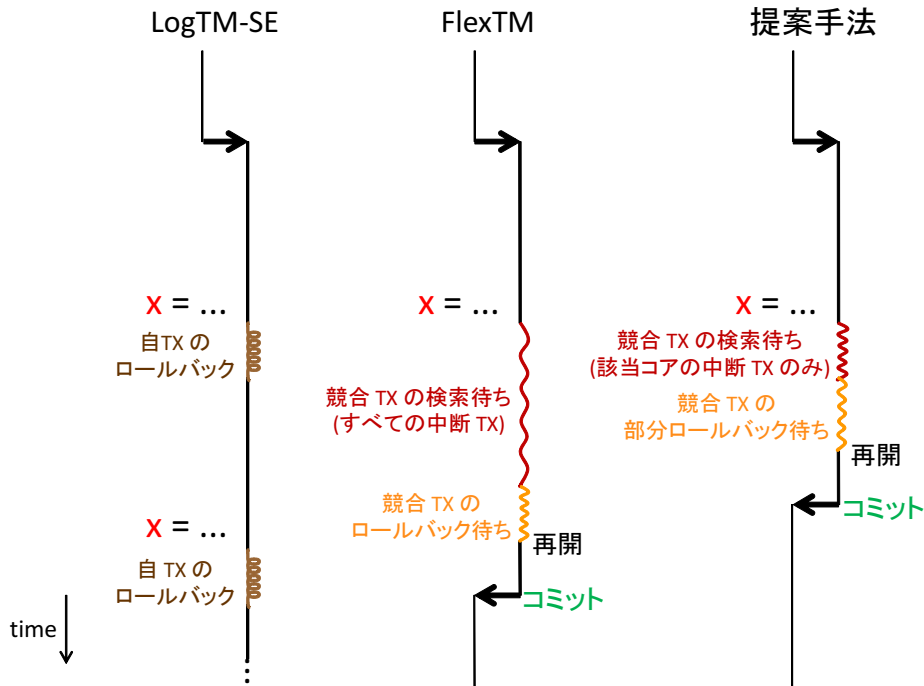 LogTM-SE
FlexTM
提案手法
x = ...
自TX の
ロールバック
x = ...
自 TX の
ロールバック
time
x = ...
競合 TX の検索待ち
(すべての中断 TX)
競合 TX の
ロールバック待ち
再開
コミット
x = ...
競合 TX の検索待ち
(該当コアの中断 TX のみ)
競合 TX の
部分ロールバック待ち
再開
コミット